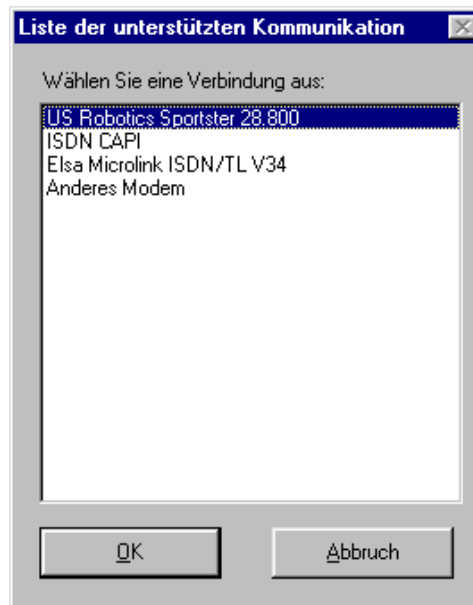 Liste der unterstützten Kommunikation
Wählen Sie eine Verbindung aus:
US Robotics Sportster 28.800
ISDN CAPI
Elsa Microlink ISDN/TL V34
Anderes Modem
OK
Abbruch